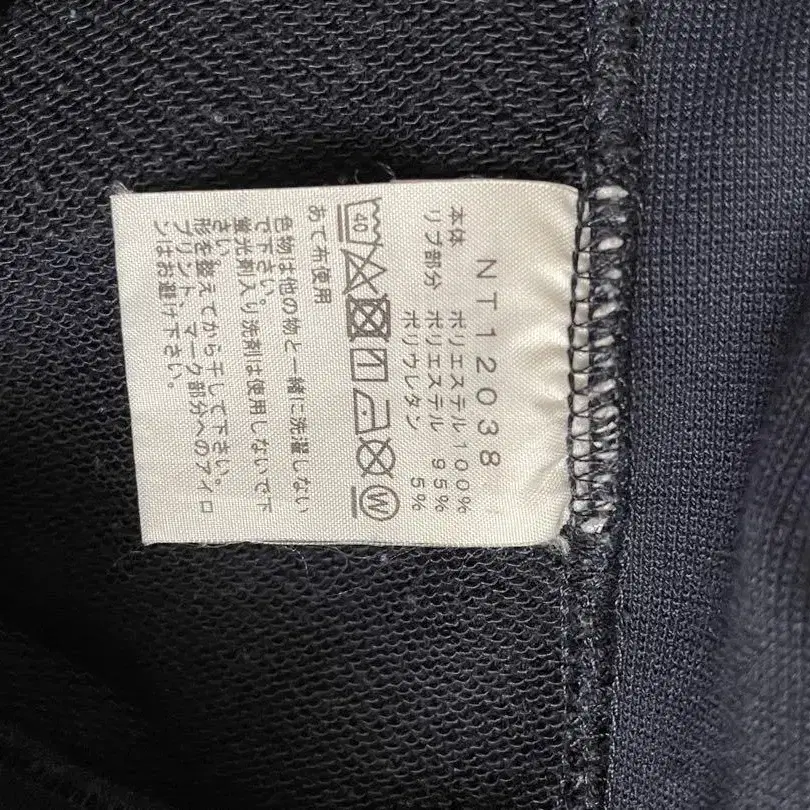 NT12038
本体 ポリエステル 100%
リブ部分 ポリエステル 95%
ポリウレタン 5%
40
W
あて布使用
色物は他の物と一緒に洗濯しない
で下さい。
蛍光剤入り洗剤は使用しないで下
さい。
形を整えてから干して下さい。
プリント、マーク部分へのアイロ
ンはお避け下さい。